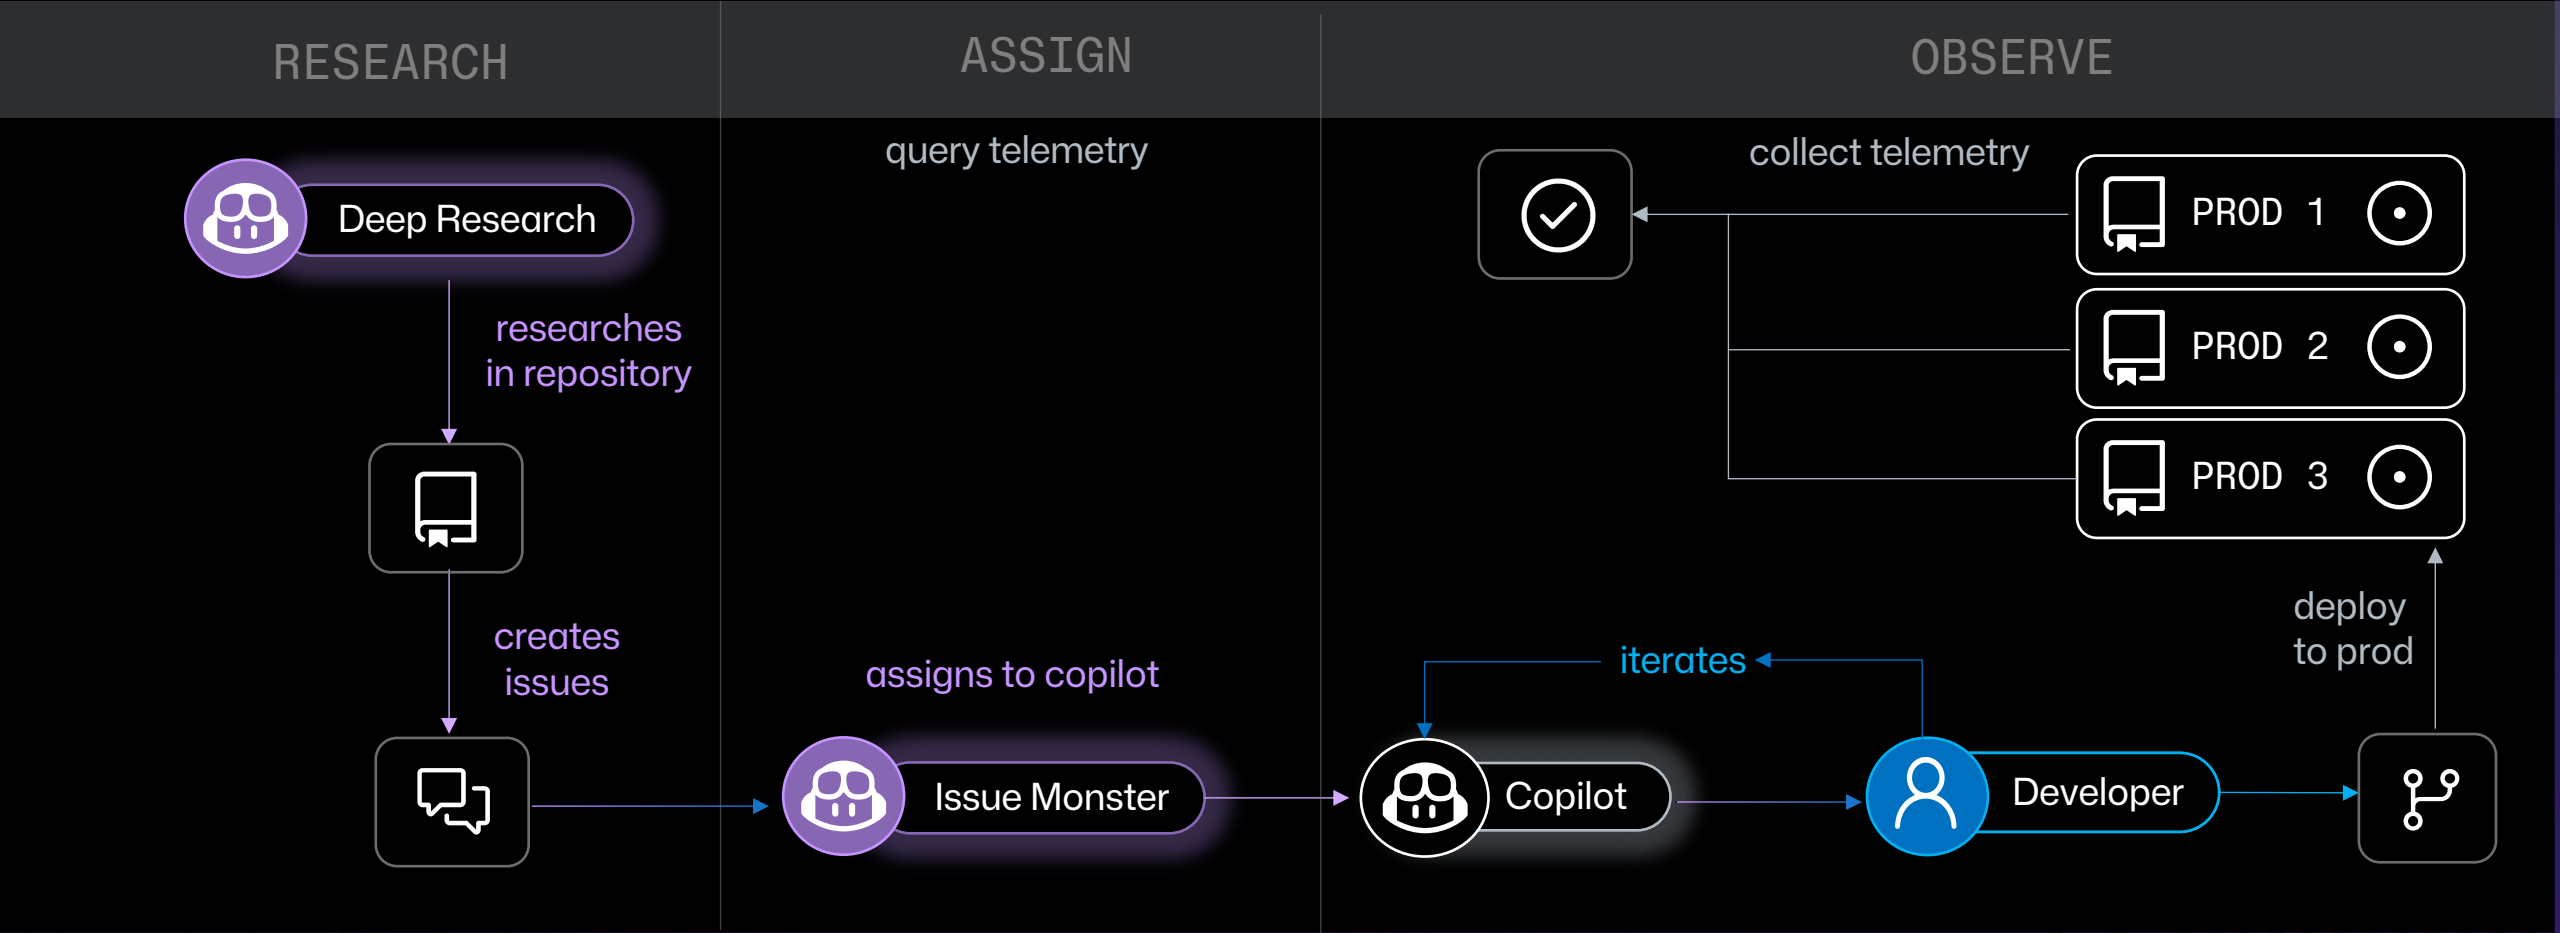 RESEARCH
ASSIGN
OBSERVE
query telemetry
collect telemetry
Deep Research
PROD 1
researches
in repository
PROD 2
PROD 3
creates
issues
assigns to copilot
iterates
deploy
to prod
Issue Monster
Copilot
Developer